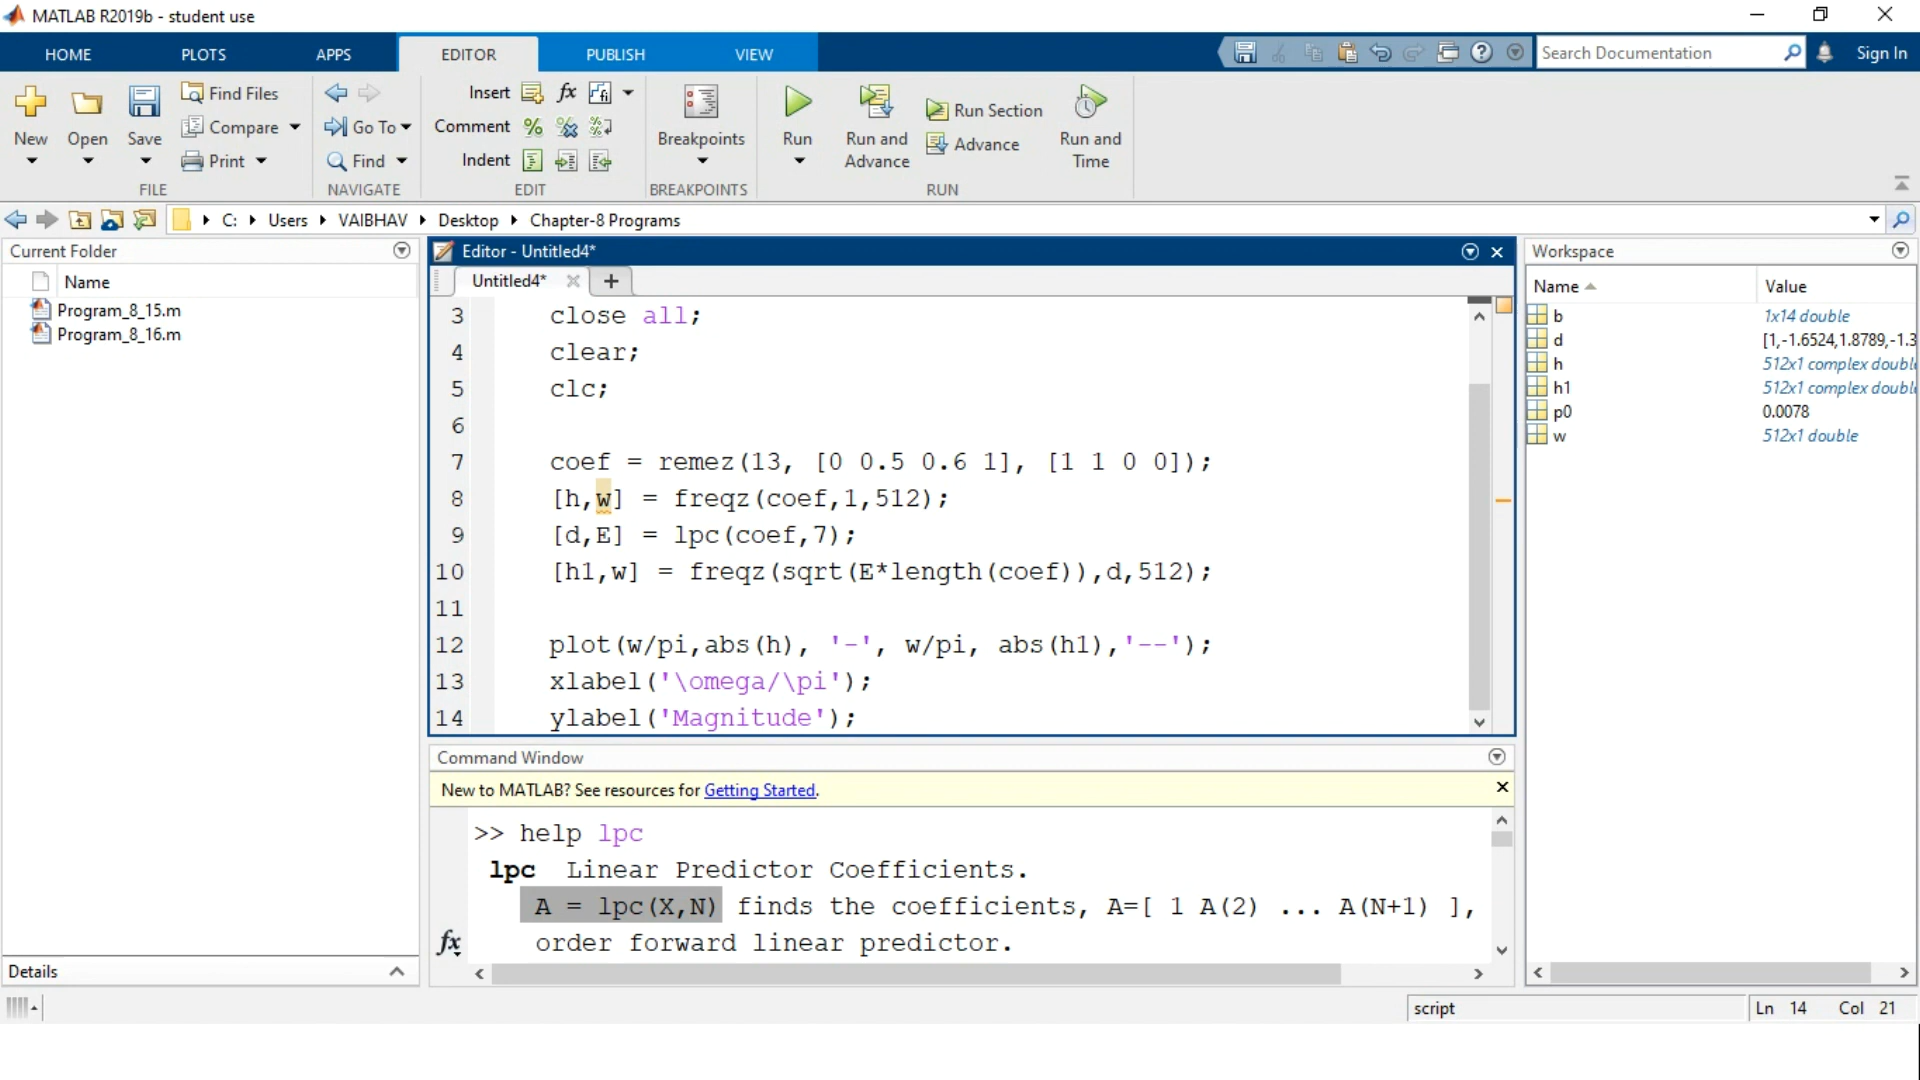 MATLAB R2019b - student use
HOME PLOTS APPS EDITOR PUBLISH VIEW Search Documentation Sign In
Find Files Insert fx
New Open Save Compare Go To Comment Breakpoints Run Run and Advance Run Section Advance Run and Time
Print Find Indent
FILE NAVIGATE EDIT BREAKPOINTS RUN
C: Users VAIBHAV Desktop Chapter-8 Programs
Current Folder
Name
Program_8_15.m
Program_8_16.m
Details
Editor - Untitled4*
Untitled4* +
3 close all;
4 clear;
5 clc;
6
7 coef = remez(13, [0 0.5 0.6 1], [1 1 0 0]);
8 [h,w] = freqz(coef,1,512);
9 [d,E] = lpc(coef,7);
10 [h1,w] = freqz(sqrt(E*length(coef)),d,512);
11
12 plot(w/pi,abs(h), '-', w/pi, abs(h1),'--');
13 xlabel('\omega/\pi');
14 ylabel('Magnitude');
Command Window
New to MATLAB? See resources for Getting Started.
>> help lpc
lpc Linear Predictor Coefficients.
A = lpc(X,N) finds the coefficients, A=[ 1 A(2) ... A(N+1) ],
fx order forward linear predictor.
Workspace
Name Value
b 1x14 double
d [1,-1.6524,1.8789,-1.3
h 512x1 complex doubl
h1 512x1 complex doubl
p0 0.0078
w 512x1 double
script Ln 14 Col 21